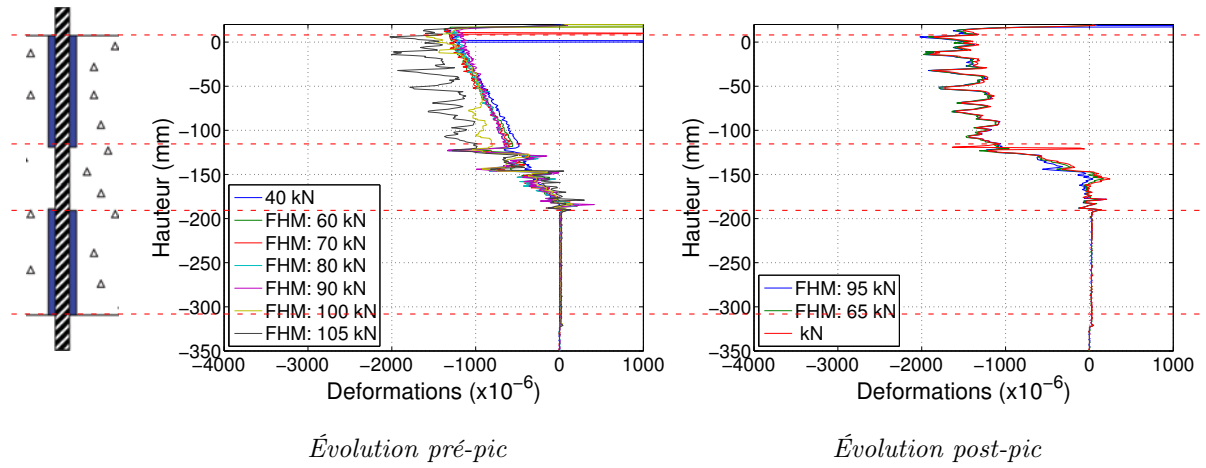 Hauteur (mm)
0
−50
−100
−150
−200
−250
−300
−350
40 kN
FHM: 60 kN
FHM: 70 kN
FHM: 80 kN
FHM: 90 kN
FHM: 100 kN
FHM: 105 kN
−4000 −3000 −2000 −1000 0 1000
Deformations (x10⁻⁶)
Évolution pré-pic
Hauteur (mm)
0
−50
−100
−150
−200
−250
−300
−350
FHM: 95 kN
FHM: 65 kN
kN
−4000 −3000 −2000 −1000 0 1000
Deformations (x10⁻⁶)
Évolution post-pic